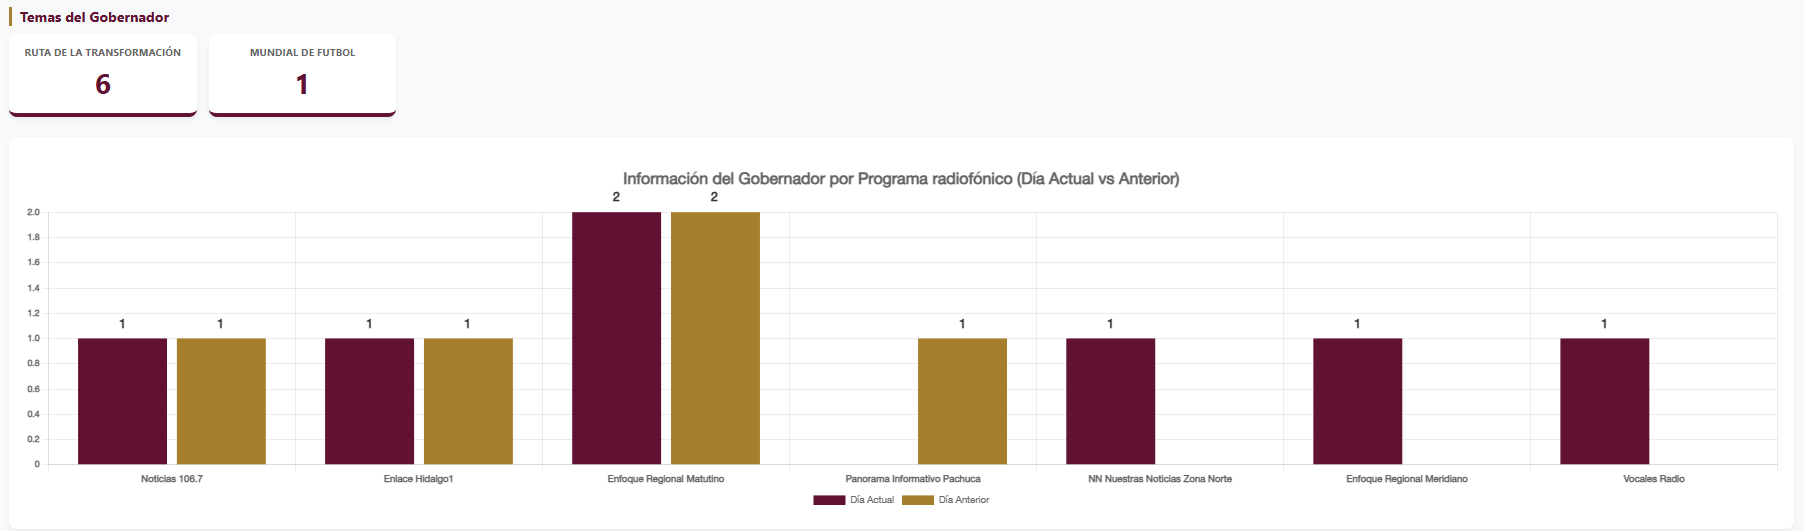 Temas del Gobernador
RUTA DE LA TRANSFORMACIÓN
6
MUNDIAL DE FUTBOL
1
Información del Gobernador por Programa radiofónico (Día Actual vs Anterior)
2 2
2.0
1.8
1.6
1.4
1.2
1 1 1 1 1 1 1 1
1.0
0.8
0.6
0.4
0.2
0
Noticias 106.7 Enlace Hidalgo1 Enfoque Regional Matutino Panorama Informativo Pachuca NN Nuestras Noticias Zona Norte Enfoque Regional Meridiano Vocales Radio
Día Actual Día Anterior